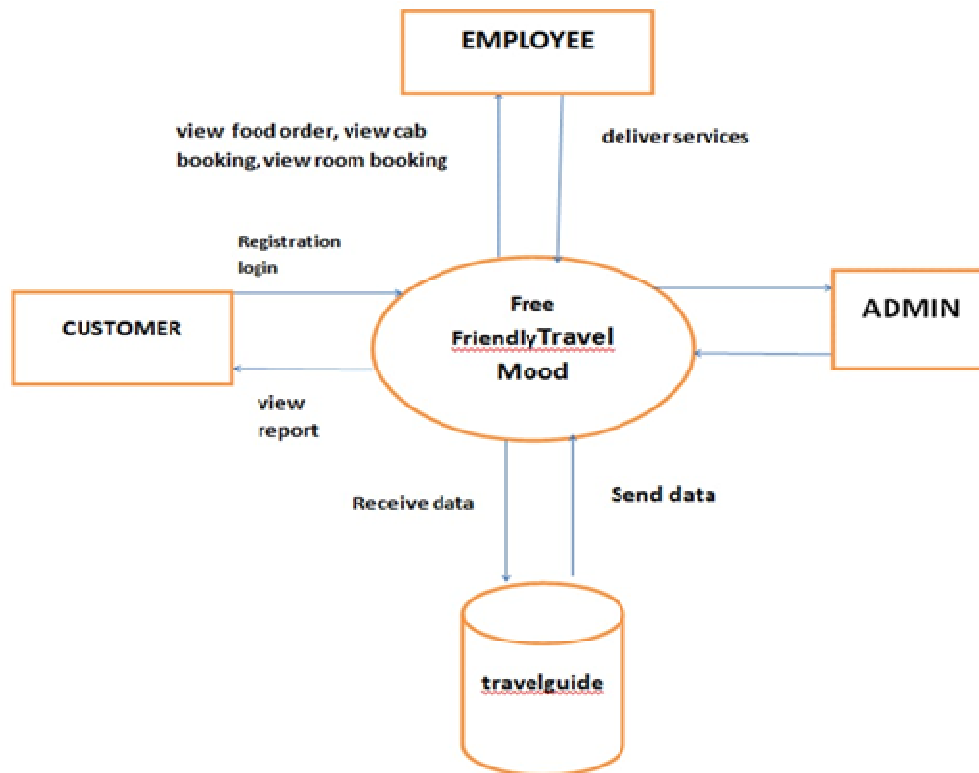 EMPLOYEE
view food order, view cab
booking, view room booking
deliver services
Registration
login
CUSTOMER
Free
FriendlyTravel
Mood
ADMIN
view
report
Receive data
Send data
travelguide